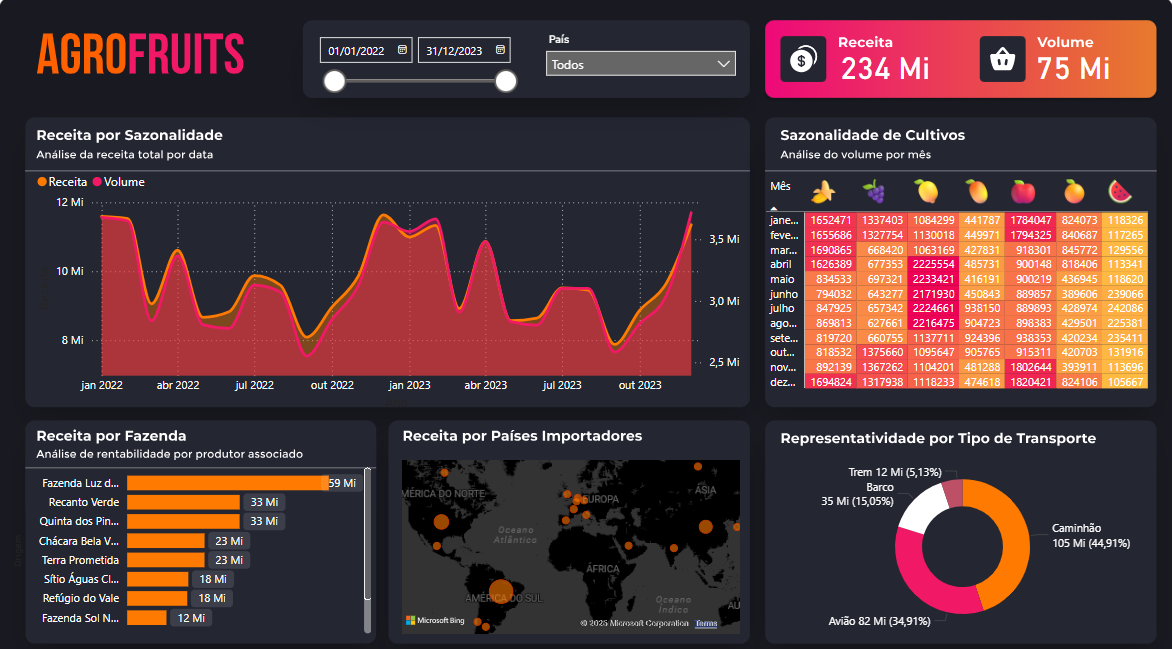 AGROFRUITS
01/01/2022
31/12/2023
País
Todos
Receita
234 Mi
Volume
75 Mi
Receita por Sazonalidade
Análise da receita total por data
Receita Volume
12 Mi
10 Mi
8 Mi
3,5 Mi
3,0 Mi
2,5 Mi
jan 2022 abr 2022 jul 2022 out 2022 jan 2023 abr 2023 jul 2023 out 2023
Sazonalidade de Cultivos
Análise do volume por mês
Mês
jane... 1652471 1337403 1084299 441787 1784047 824073 118326
feve... 1655686 1327754 1130018 449971 1794325 840687 117265
mar... 1690865 668420 1063169 427831 918301 845772 129556
abril 1626389 677353 2225554 485731 900148 818406 113341
maio 834533 697321 2233421 416191 900219 436945 118620
junho 794032 643277 2171930 450843 889857 389606 239066
julho 847925 657342 2224661 938150 889893 428974 242086
ago... 869813 627661 2216475 904723 898383 429501 225381
sete... 819720 660755 1137711 924396 938353 420234 235411
out... 818532 1375660 1095647 905765 915311 420703 131916
nov... 892139 1367262 1104201 481288 1802644 393911 113696
dez... 1694824 1317938 1118233 474618 1820421 824106 105667
Receita por Fazenda
Análise de rentabilidade por produtor associado
Fazenda Luz d... 59 Mi
Recanto Verde 33 Mi
Quinta dos Pin... 33 Mi
Chácara Bela V... 23 Mi
Terra Prometida 23 Mi
Sítio Águas Cl... 18 Mi
Refúgio do Vale 18 Mi
Fazenda Sol N... 12 Mi
Receita por Países Importadores
MÉRICA DO NORTE
EUROPA
ÁSIA
Oceano
Atlântico
ÁFRICA
AMÉRICA DO SUL
Oceano
Índico
AU
Microsoft Bing
© 2025 Microsoft Corporation Terms
Representatividade por Tipo de Transporte
Trem 12 Mi (5,13%)
Barco
35 Mi (15,05%)
Caminhão
105 Mi (44,91%)
Avião 82 Mi (34,91%)